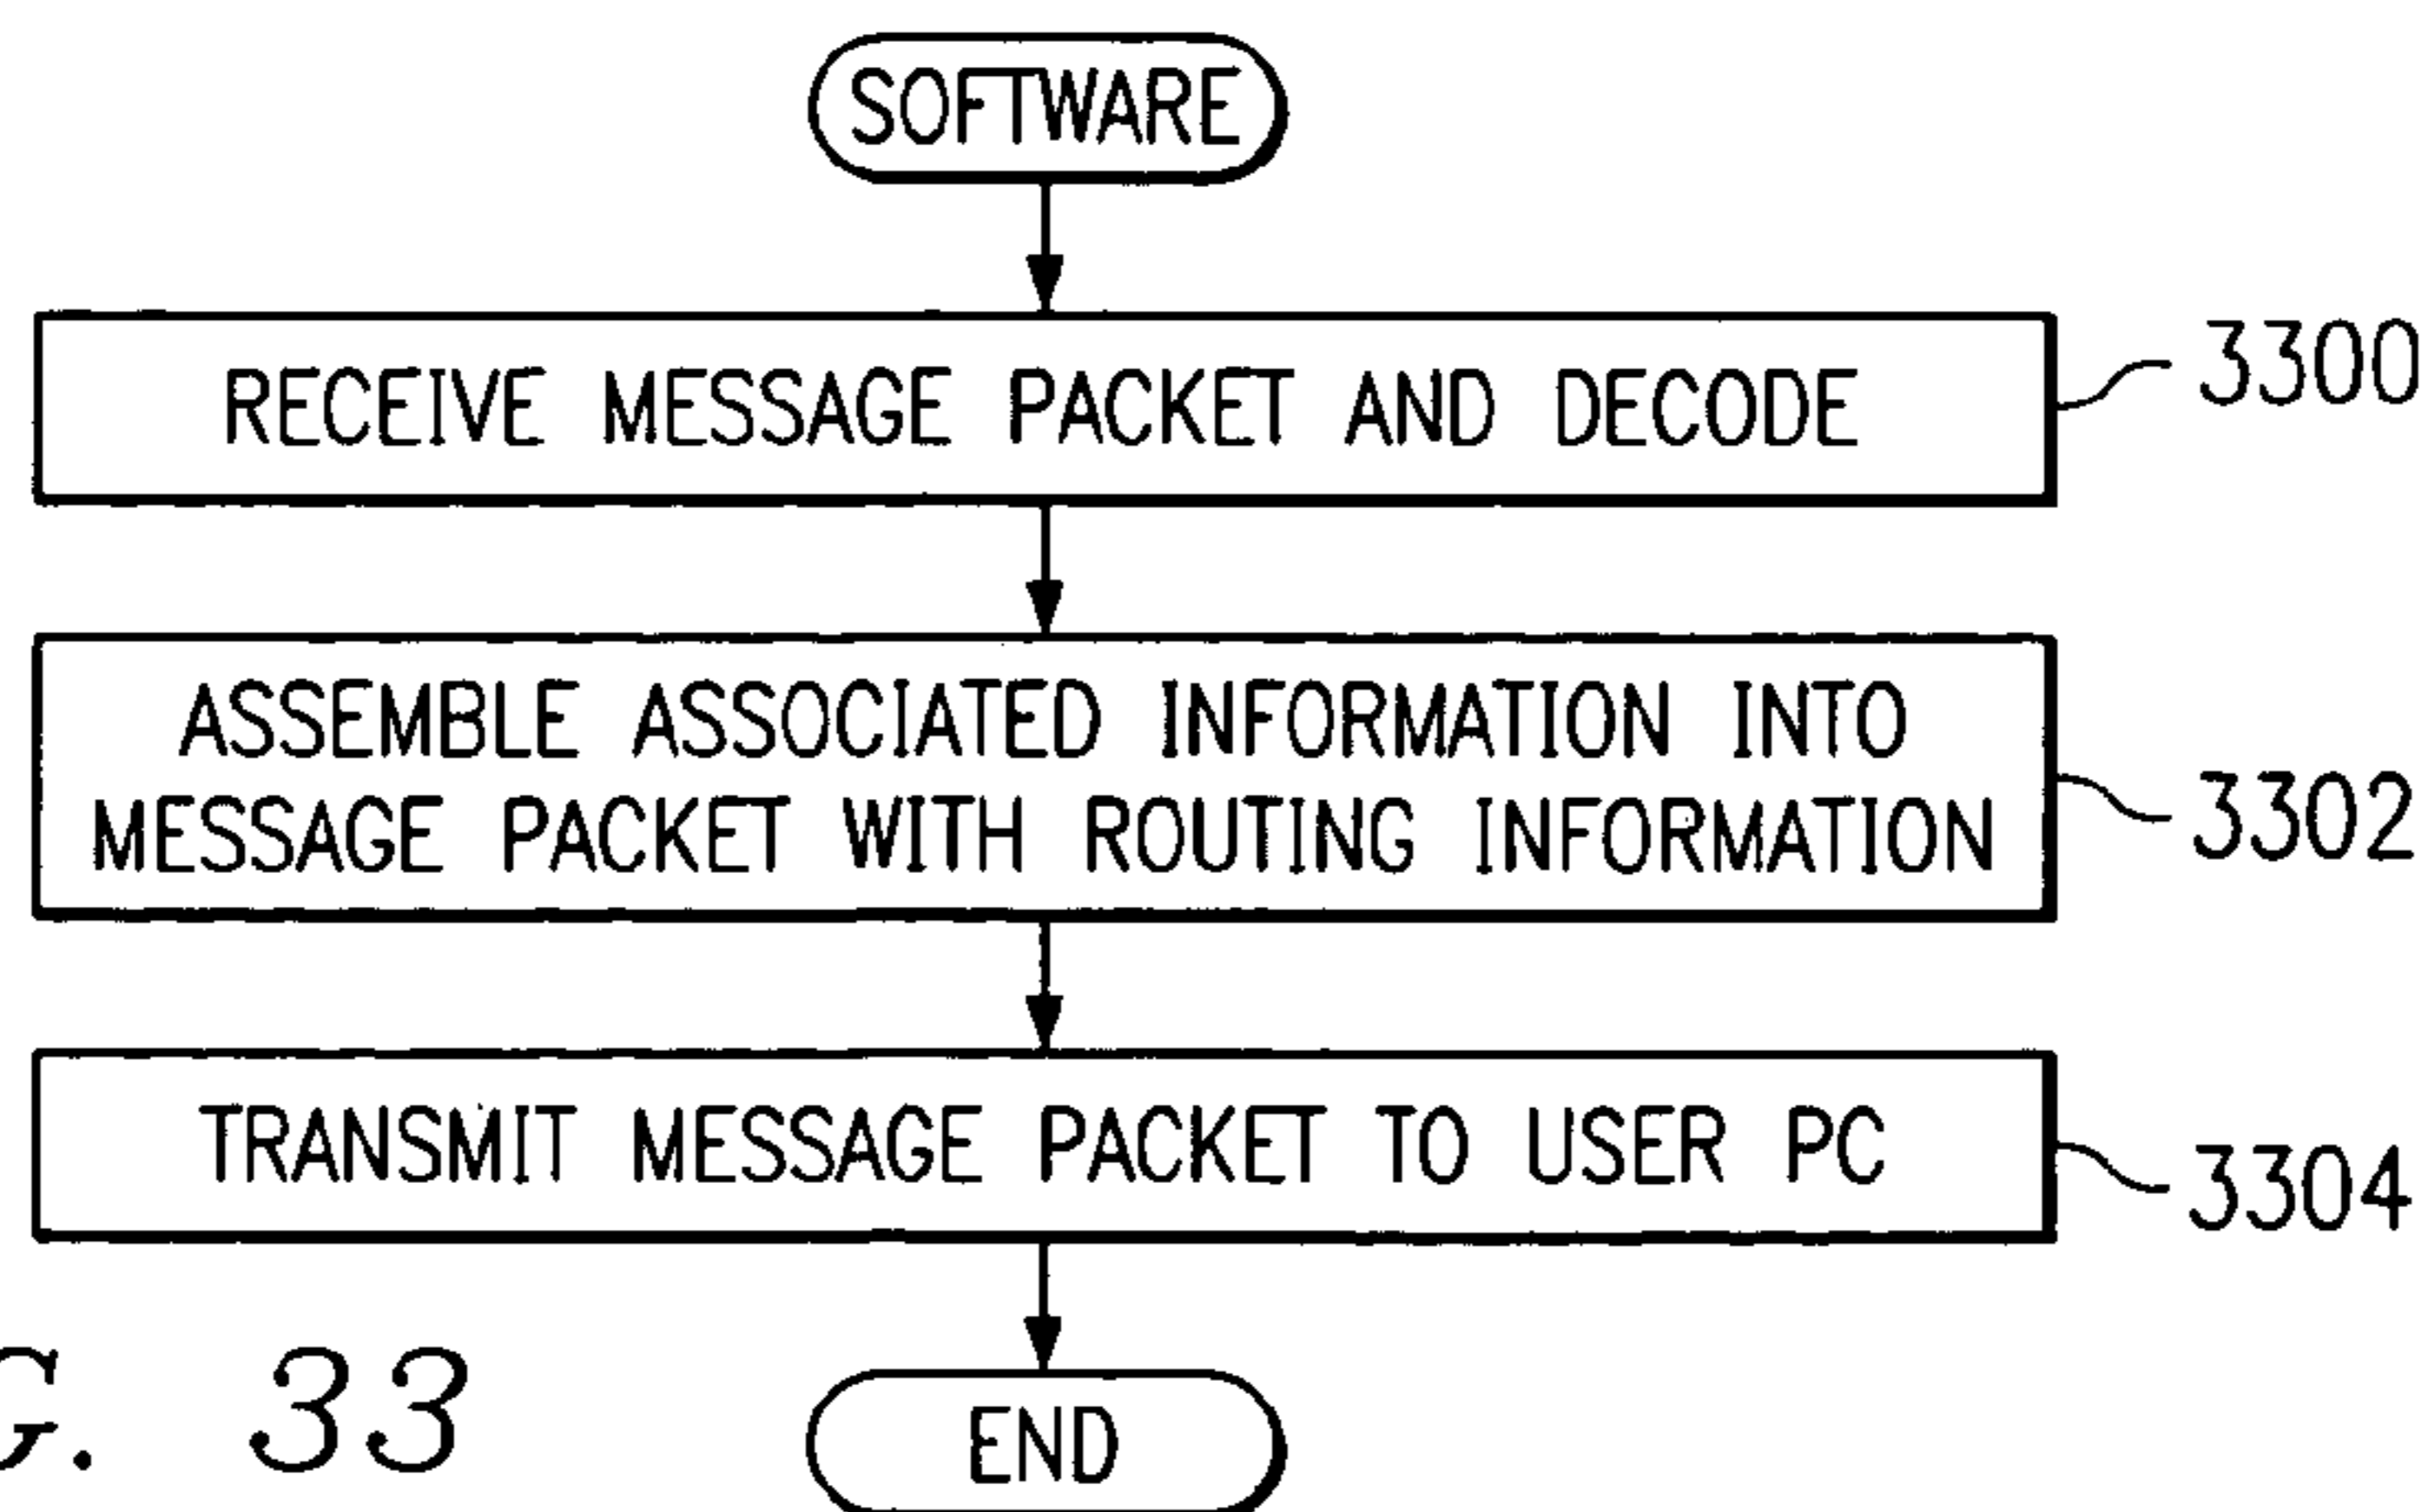 SOFTWARE
RECEIVE MESSAGE PACKET AND DECODE
3300
ASSEMBLE ASSOCIATED INFORMATION INTO
MESSAGE PACKET WITH ROUTING INFORMATION
3302
TRANSMIT MESSAGE PACKET TO USER PC
3304
G. 33
END